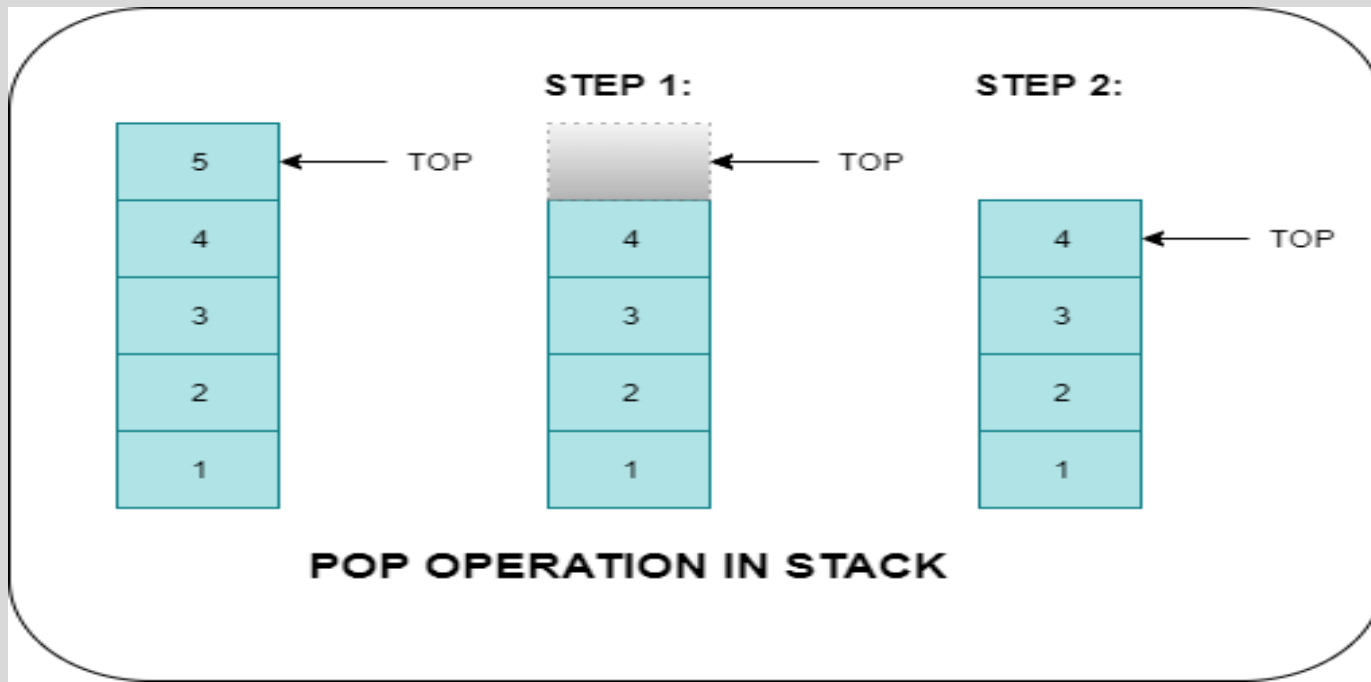 STEP 1: STEP 2:
5 TOP TOP
4 4 4 TOP
3 3 3
2 2 2
1 1 1
POP OPERATION IN STACK